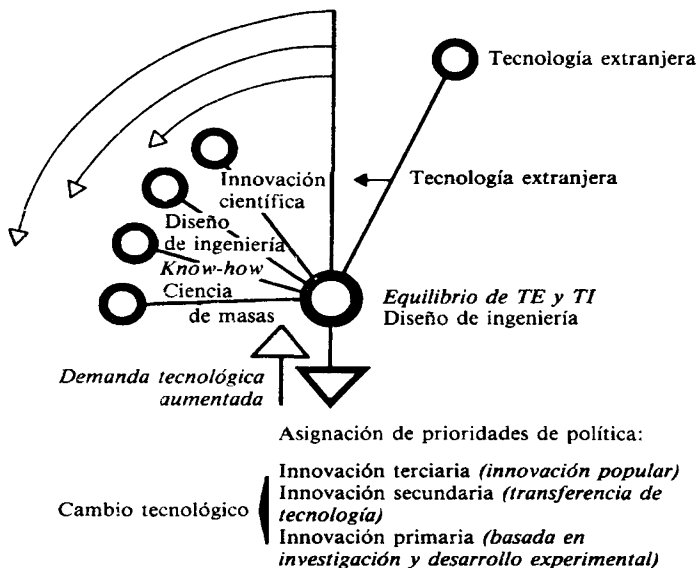 Tecnología extranjera
Tecnología extranjera
Innovación
científica
Diseño
de ingeniería
Know-how
Ciencia
de masas
Equilibrio de TE y TI
Diseño de ingeniería
Demanda tecnológica
aumentada
Asignación de prioridades de política:
Cambio tecnológico
Innovación terciaria (innovación popular)
Innovación secundaria (transferencia de
tecnología)
Innovación primaria (basada en
investigación y desarrollo experimental)